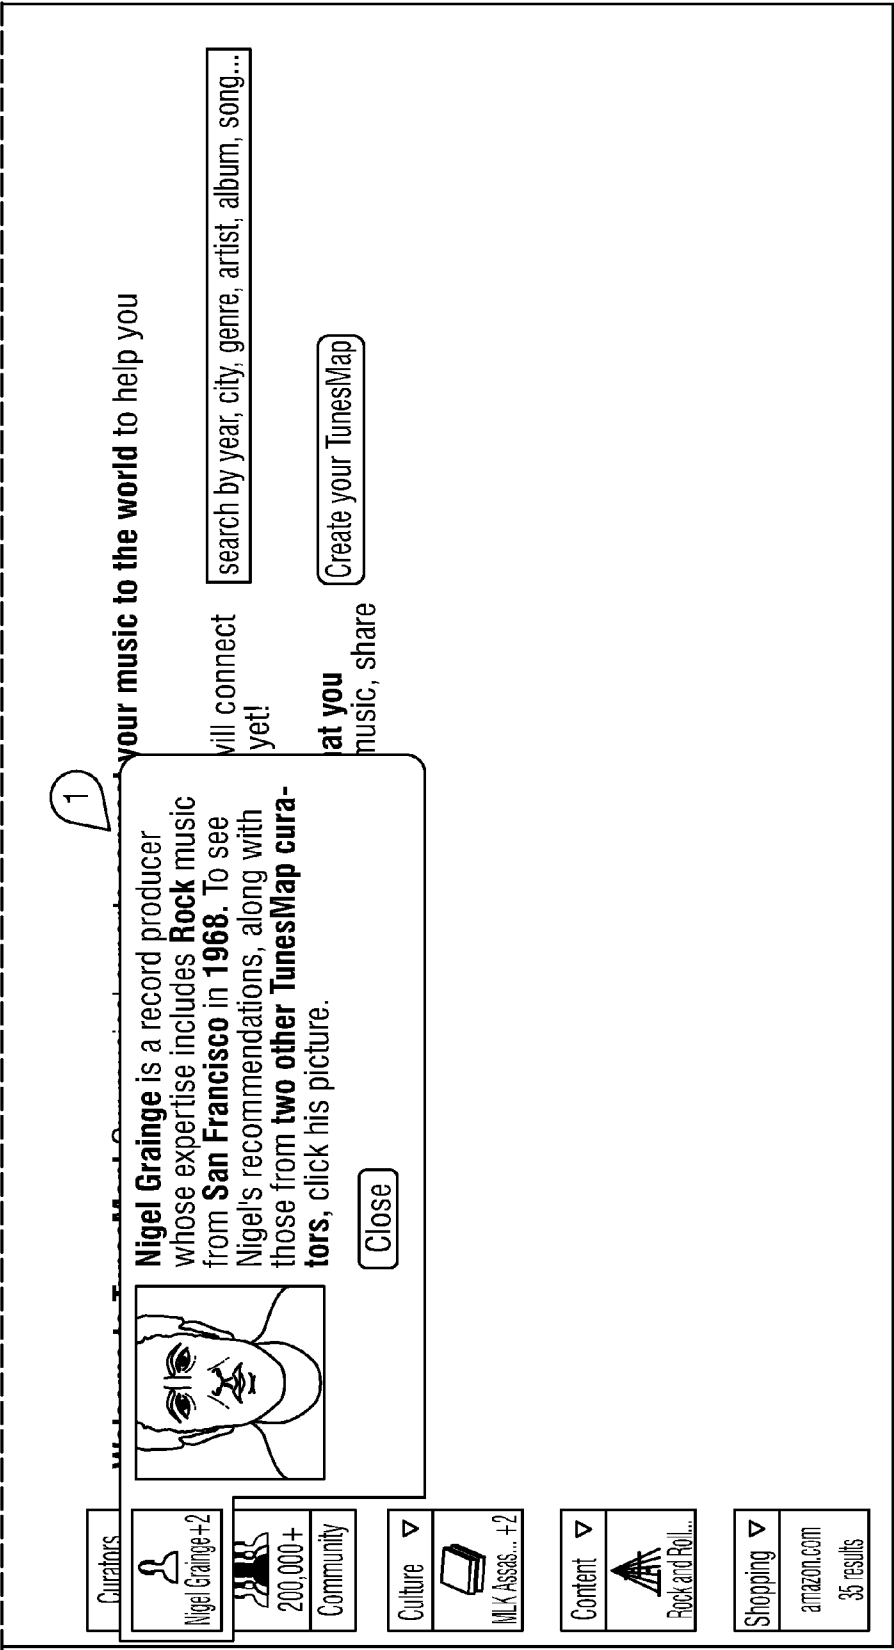 1
your music to the world to help you
search by year, city, genre, artist, album, song...
connect
yet!
Create your TunesMap
you
share
Nigel Grainge is a record producer
whose expertise includes Rock music
from San Francisco in 1968. To see
Nigel's recommendations, along with
those from two other TunesMap cura-
tors, click his picture.
Close
Curators
Nigel Grainge+2
200,000+
Community
Culture ▽
MLK Assas... +2
Content ▽
Rock and Roll...
Shopping ▽
amazon.com
35 results